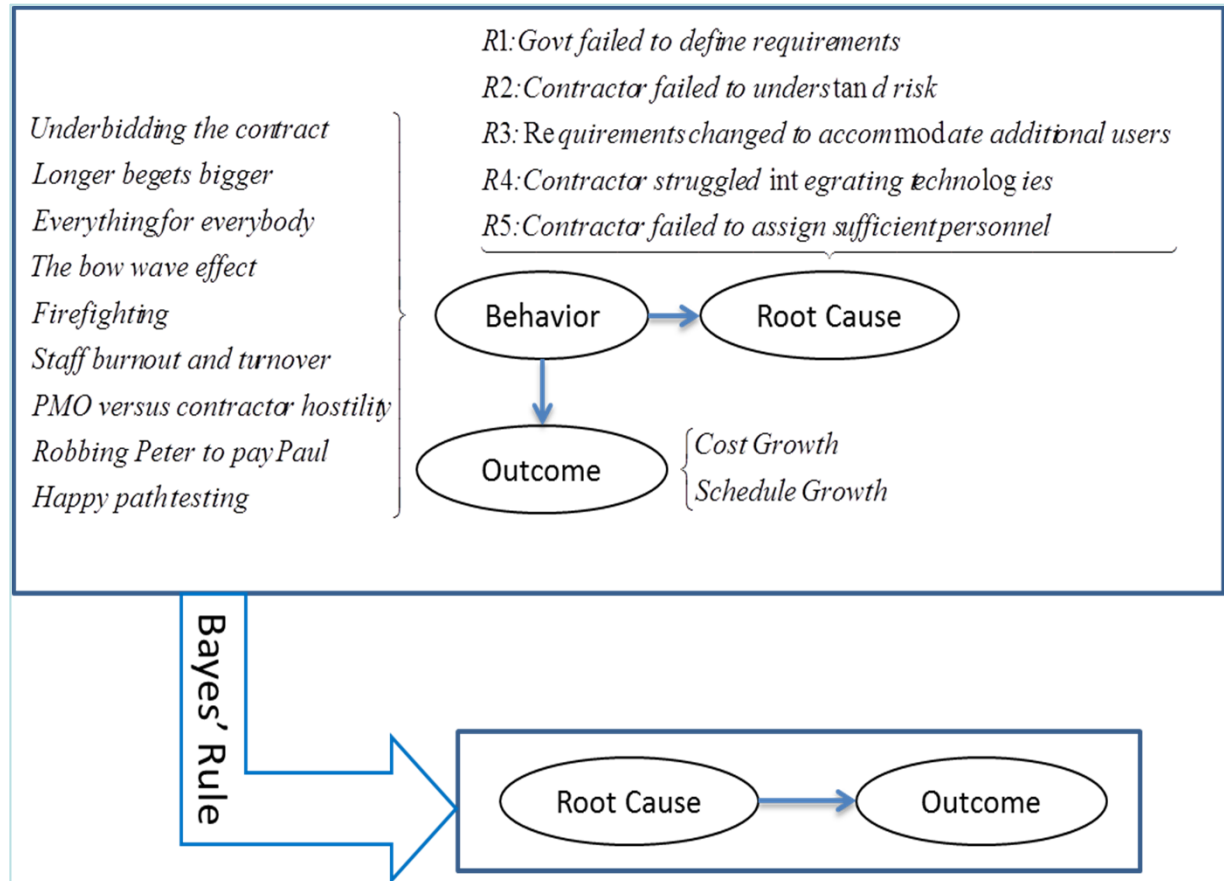 R1:Govt failed to define requirements
R2:Contractor failed to understand risk
R3: Requirements changed to accommodate additional users
R4:Contractor struggled int egrating technologies
R5:Contractor failed to assign sufficient personnel
Underbidding the contract
Longer begets bigger
Everything for everybody
The bow wave effect
Firefighting
Staff burnout and turnover
PMO versus contractor hostility
Robbing Peter to pay Paul
Happy path testing
Behavior
Root Cause
Outcome
Cost Growth
Schedule Growth
Bayes’ Rule
Root Cause
Outcome